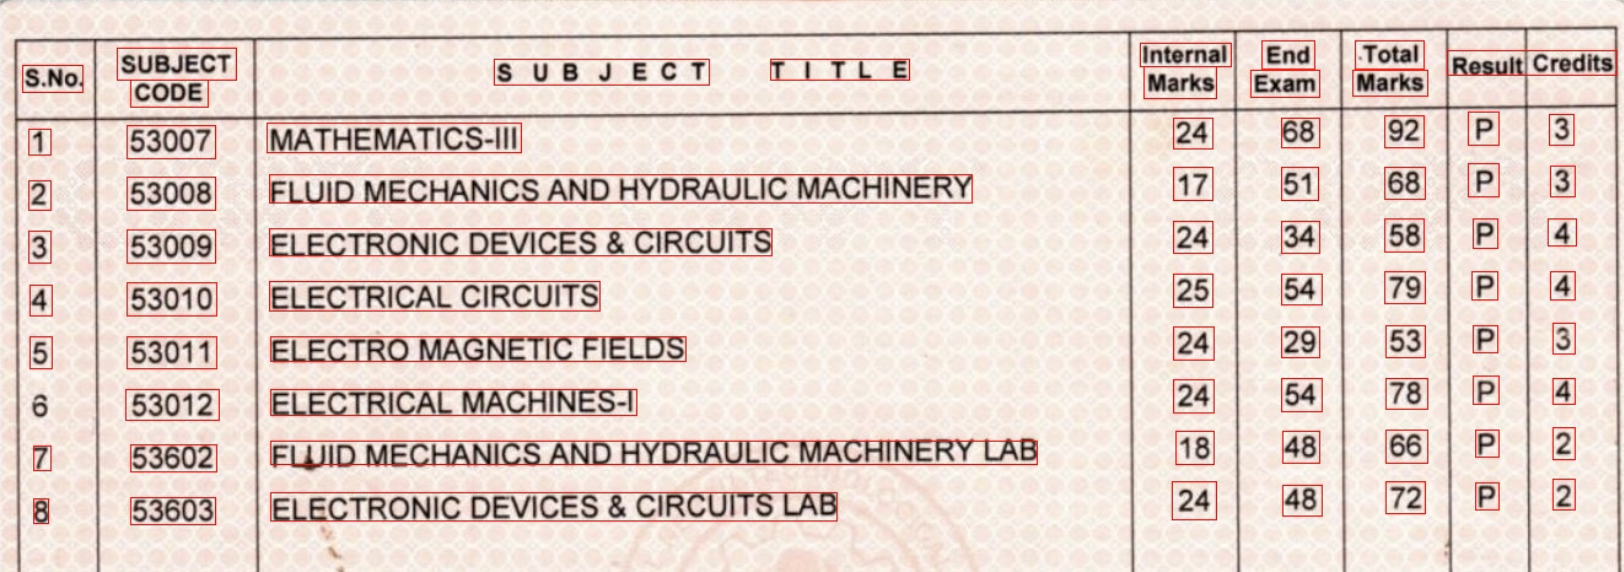 S.No. SUBJECT CODE SUBJECT TITLE Internal Marks End Exam Total Marks Result Credits
1 53007 MATHEMATICS-III 24 68 92 P 3
2 53008 FLUID MECHANICS AND HYDRAULIC MACHINERY 17 51 68 P 3
3 53009 ELECTRONIC DEVICES & CIRCUITS 24 34 58 P 4
4 53010 ELECTRICAL CIRCUITS 25 54 79 P 4
5 53011 ELECTRO MAGNETIC FIELDS 24 29 53 P 3
6 53012 ELECTRICAL MACHINES-I 24 54 78 P 4
7 53602 FLUID MECHANICS AND HYDRAULIC MACHINERY LAB 18 48 66 P 2
8 53603 ELECTRONIC DEVICES & CIRCUITS LAB 24 48 72 P 2